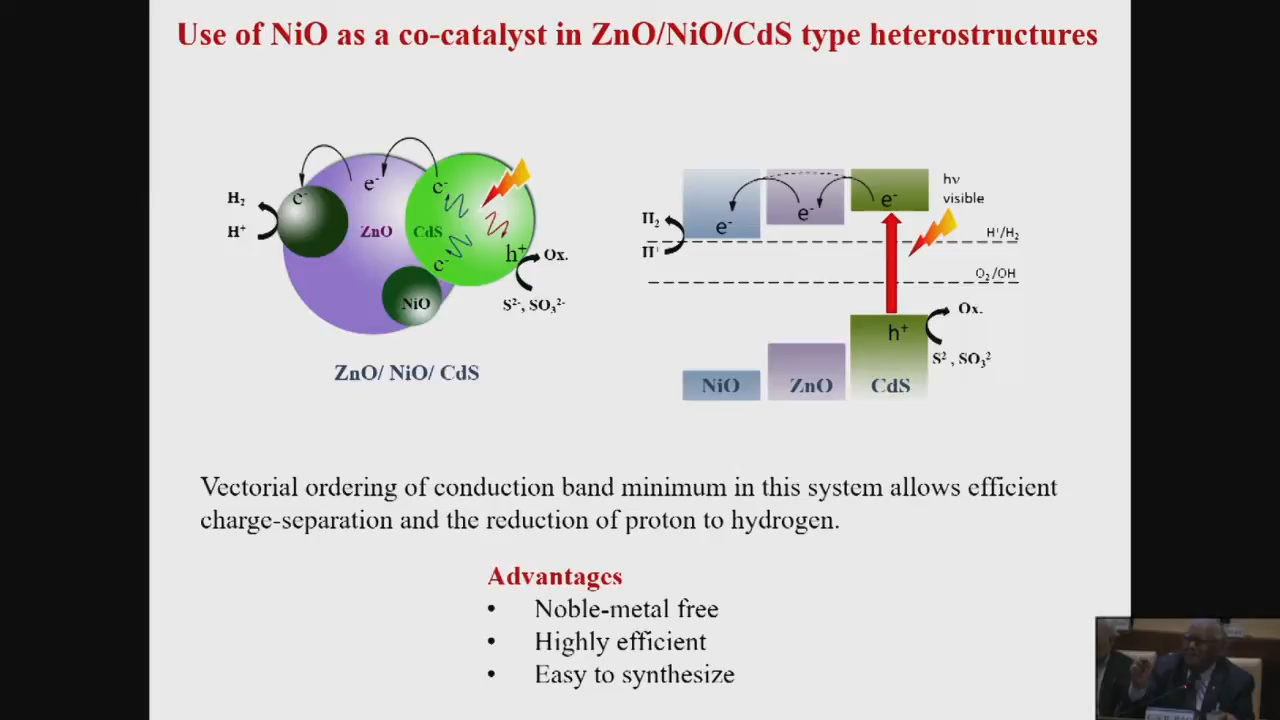 Use of NiO as a co-catalyst in ZnO/NiO/CdS type heterostructures
H₂
H⁺
e⁻
e⁻
e⁻
e⁻
ZnO
CdS
NiO
h⁺
Ox.
S²⁻, SO₃²⁻
ZnO/ NiO/ CdS
hν
visible
e⁻
e⁻
e⁻
H₂
H⁺
H⁺/H₂
O₂/OH
h⁺
Ox.
S² , SO₃²
NiO
ZnO
CdS
Vectorial ordering of conduction band minimum in this system allows efficient
charge-separation and the reduction of proton to hydrogen.
Advantages
• Noble-metal free
• Highly efficient
• Easy to synthesize